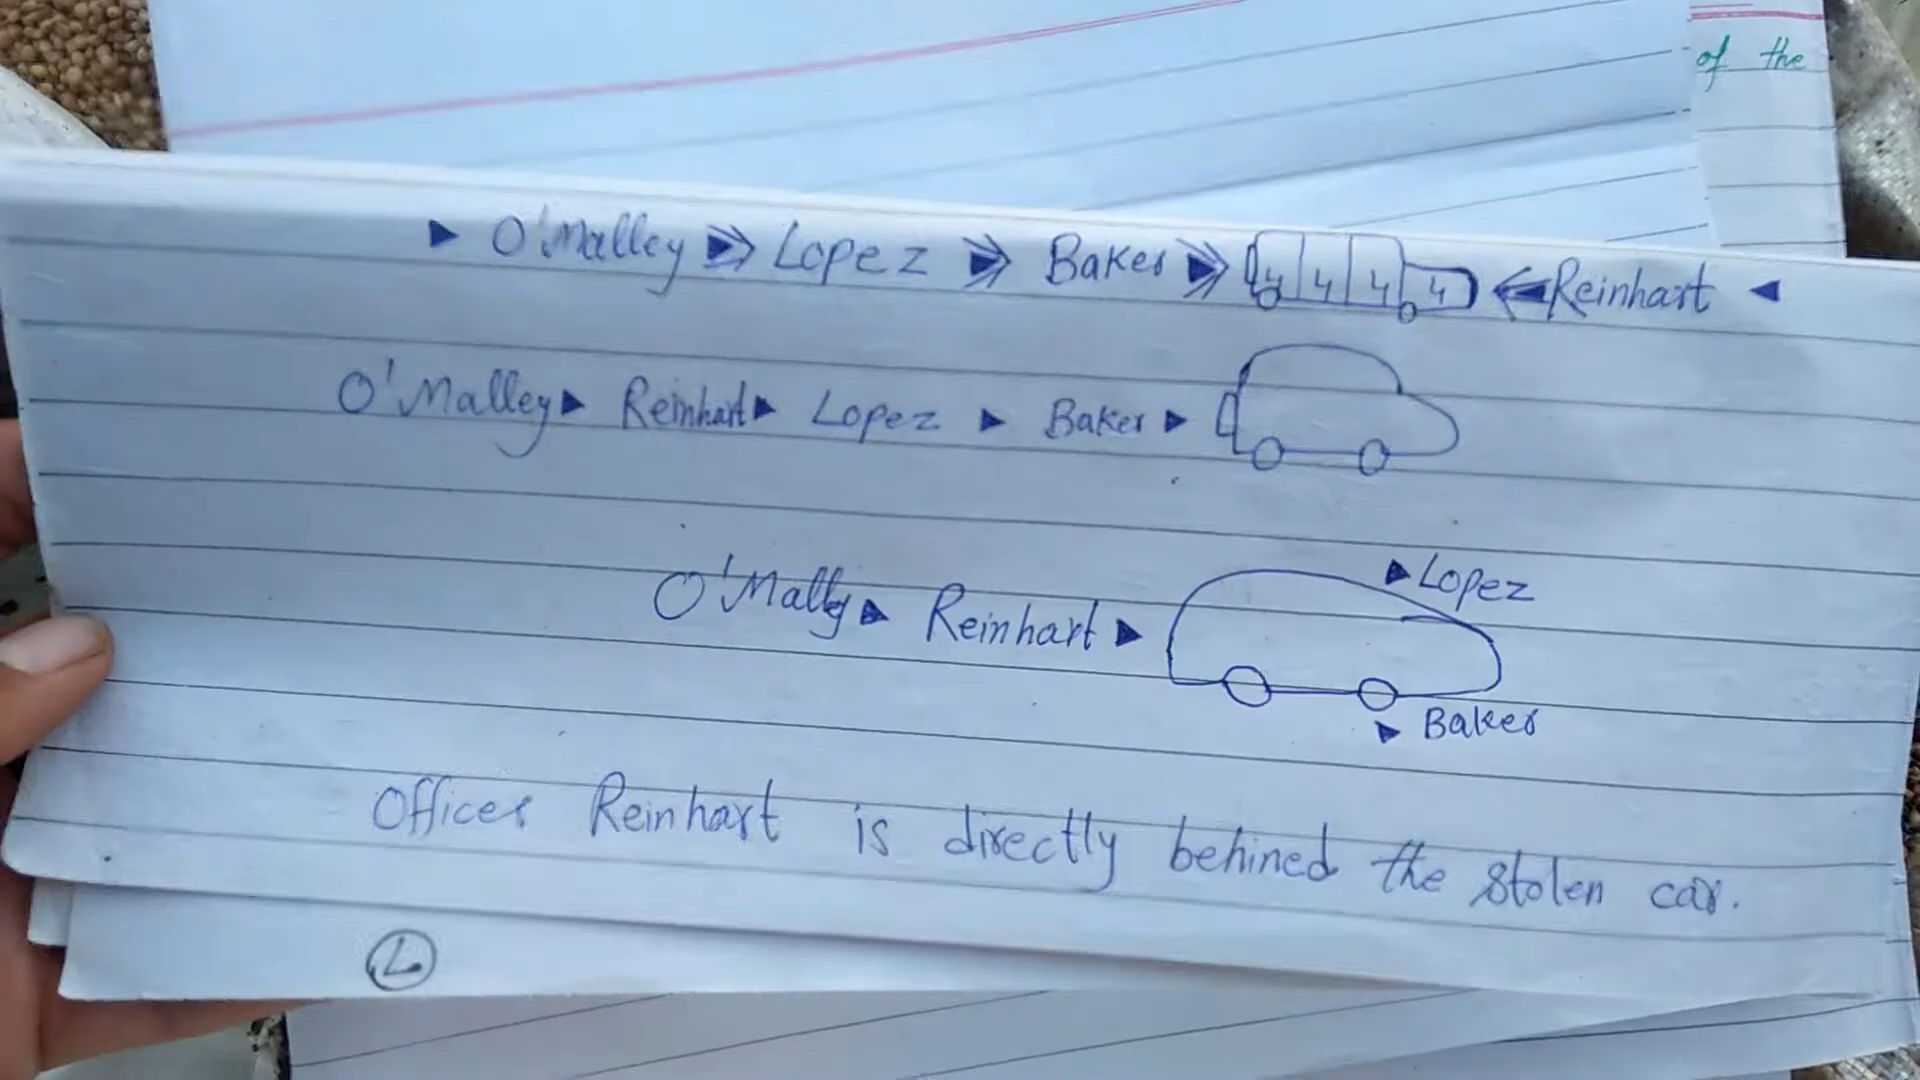 of the
O'Malley Lopez Baker 4 4 4 4 Reinhart
O'Malley Reinhart Lopez Baker
Lopez
O'Mally Reinhart
Baker
Officer Reinhart is directly behined the stolen car.
L